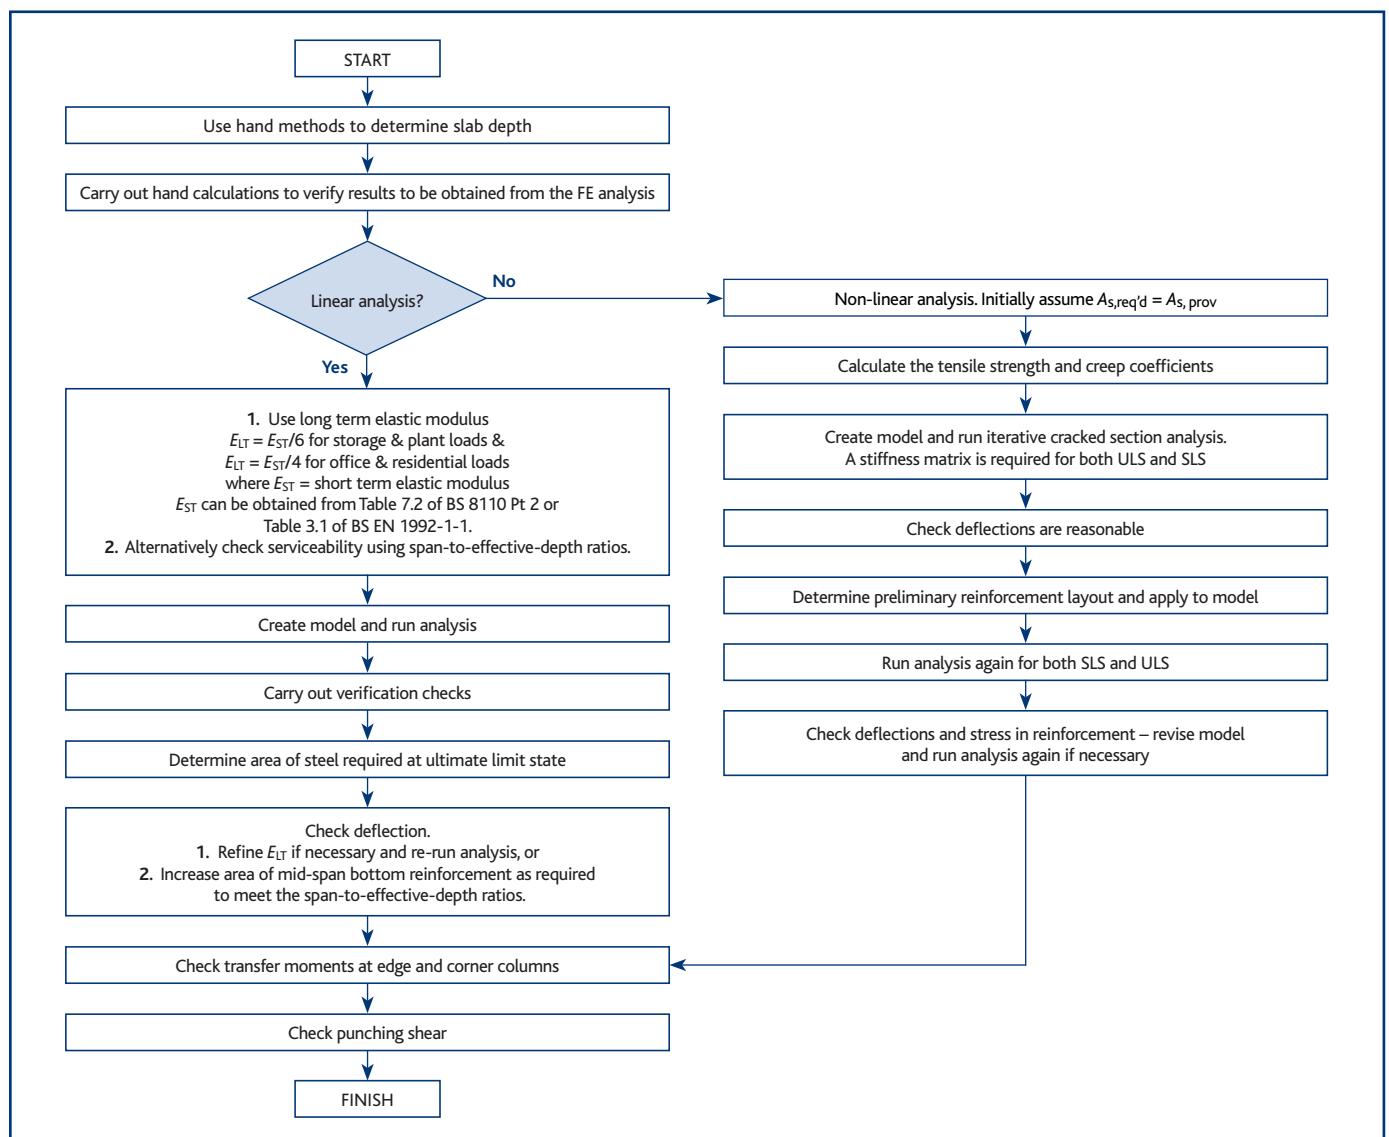 START
Use hand methods to determine slab depth
Carry out hand calculations to verify results to be obtained from the FE analysis
Linear analysis?
No
Yes
1. Use long term elastic modulus
E_LT = E_ST/6 for storage & plant loads &
E_LT = E_ST/4 for office & residential loads
where E_ST = short term elastic modulus
E_ST can be obtained from Table 7.2 of BS 8110 Pt 2 or
Table 3.1 of BS EN 1992-1-1.
2. Alternatively check serviceability using span-to-effective-depth ratios.
Create model and run analysis
Carry out verification checks
Determine area of steel required at ultimate limit state
Check deflection.
1. Refine E_LT if necessary and re-run analysis, or
2. Increase area of mid-span bottom reinforcement as required
to meet the span-to-effective-depth ratios.
Non-linear analysis. Initially assume A_s,req'd = A_s, prov
Calculate the tensile strength and creep coefficients
Create model and run iterative cracked section analysis.
A stiffness matrix is required for both ULS and SLS
Check deflections are reasonable
Determine preliminary reinforcement layout and apply to model
Run analysis again for both SLS and ULS
Check deflections and stress in reinforcement – revise model
and run analysis again if necessary
Check transfer moments at edge and corner columns
Check punching shear
FINISH